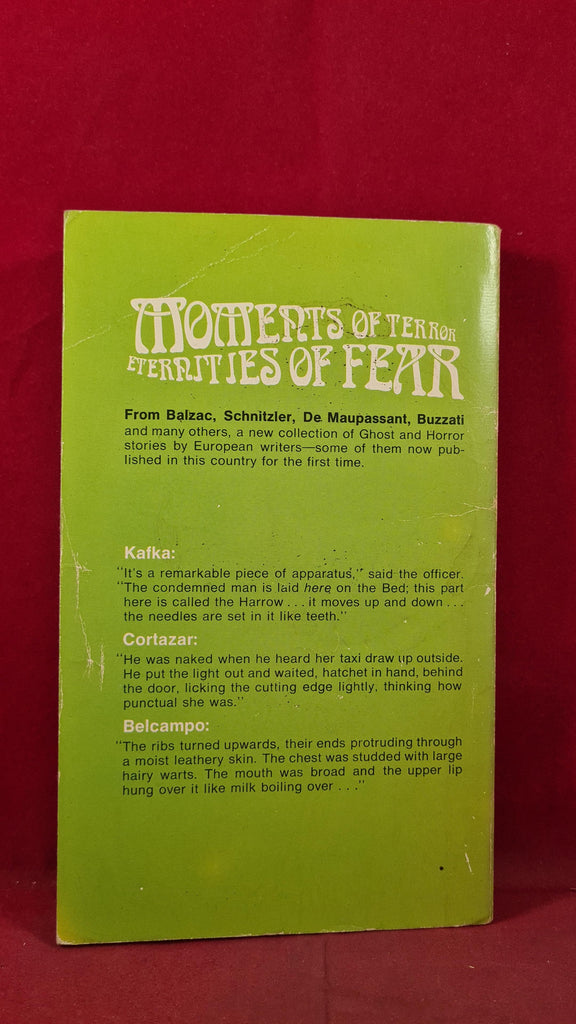 MOMENTS OF TERROR
ETERNITIES OF FEAR
From Balzac, Schnitzler, De Maupassant, Buzzati
and many others, a new collection of Ghost and Horror
stories by European writers—some of them now pub-
lished in this country for the first time.
Kafka:
"It's a remarkable piece of apparatus," said the officer.
"The condemned man is laid here on the Bed; this part
here is called the Harrow . . . it moves up and down . . .
the needles are set in it like teeth."
Cortazar:
"He was naked when he heard her taxi draw up outside.
He put the light out and waited, hatchet in hand, behind
the door, licking the cutting edge lightly, thinking how
punctual she was."
Belcampo:
"The ribs turned upwards, their ends protruding through
a moist leathery skin. The chest was studded with large
hairy warts. The mouth was broad and the upper lip
hung over it like milk boiling over . . ."